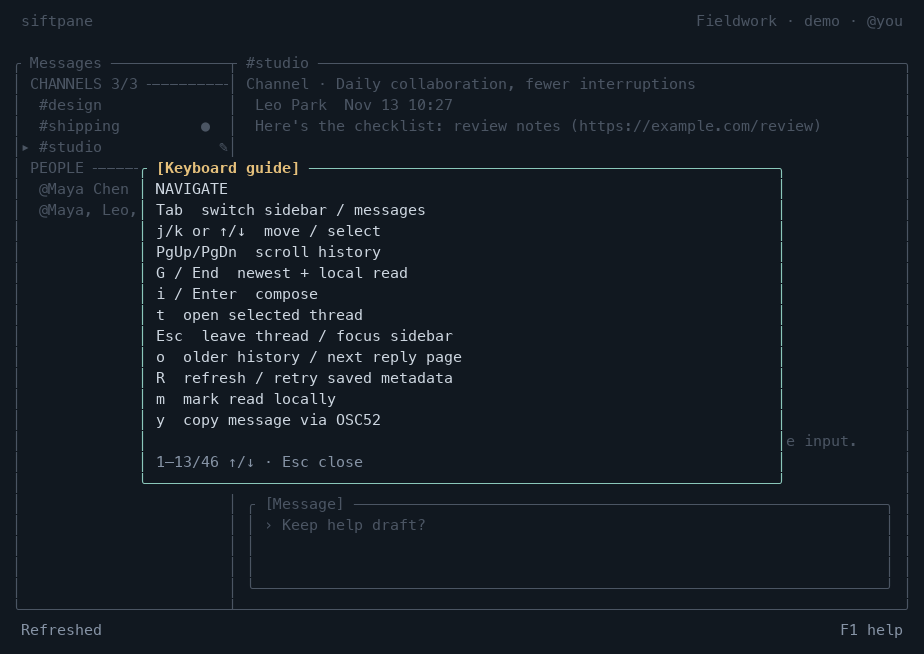 siftpane Fieldwork · demo · @you
Messages #studio
CHANNELS 3/3 Channel · Daily collaboration, fewer interruptions
#design Leo Park Nov 13 10:27
#shipping ● Here's the checklist: review notes (https://example.com/review)
▸ #studio ✎
PEOPLE [Keyboard guide]
@Maya Chen NAVIGATE
@Maya, Leo, Tab switch sidebar / messages
j/k or ↑/↓ move / select
PgUp/PgDn scroll history
G / End newest + local read
i / Enter compose
t open selected thread
Esc leave thread / focus sidebar
o older history / next reply page
R refresh / retry saved metadata
m mark read locally
y copy message via OSC52
e input.
1–13/46 ↑/↓ · Esc close
[Message]
› Keep help draft?
Refreshed F1 help